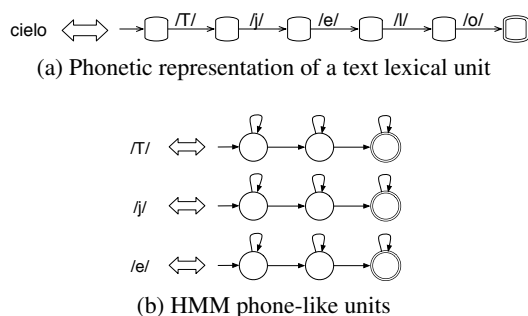 cielo /T/ /j/ /e/ /l/ /o/
(a) Phonetic representation of a text lexical unit
/T/
/j/
/e/
(b) HMM phone-like units